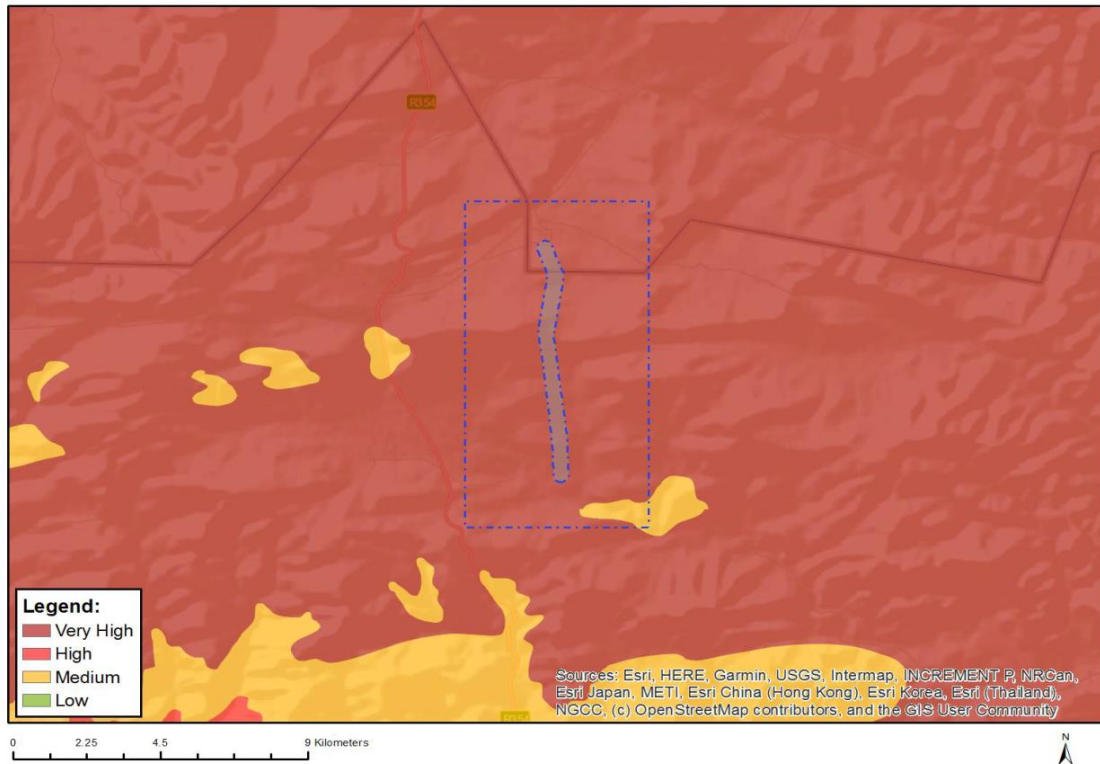 R354
Legend:
Very High
High
Medium
Low
Sources: Esri, HERE, Garmin, USGS, Intermap, INCREMENT P, NRCan,
Esri Japan, METI, Esri China (Hong Kong), Esri Korea, Esri (Thailand),
NGCC, (c) OpenStreetMap contributors, and the GIS User Community
R354
0 2.25 4.5 9 Kilometers
N